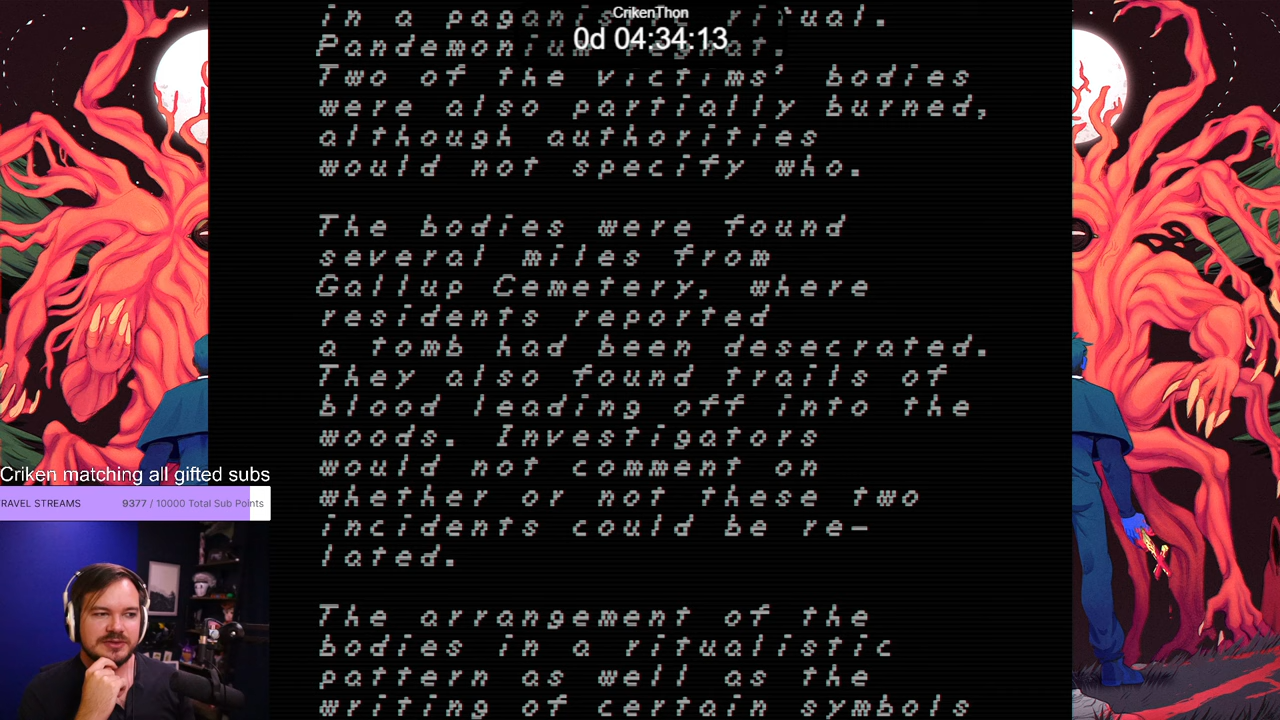 in a paganistic ritual.
CrikenThon
0d 04:34:13
Pandemonium regnat.
Two of the victims' bodies
were also partially burned,
although authorities
would not specify who.
The bodies were found
several miles from
Gallup Cemetery, where
residents reported
a tomb had been desecrated.
They also found trails of
blood leading off into the
woods. Investigators
would not comment on
whether or not these two
incidents could be re-
lated.
The arrangement of the
bodies in a ritualistic
pattern as well as the
writing of certain symbols
Criken matching all gifted subs
RAVEL STREAMS 9377 / 10000 Total Sub Points